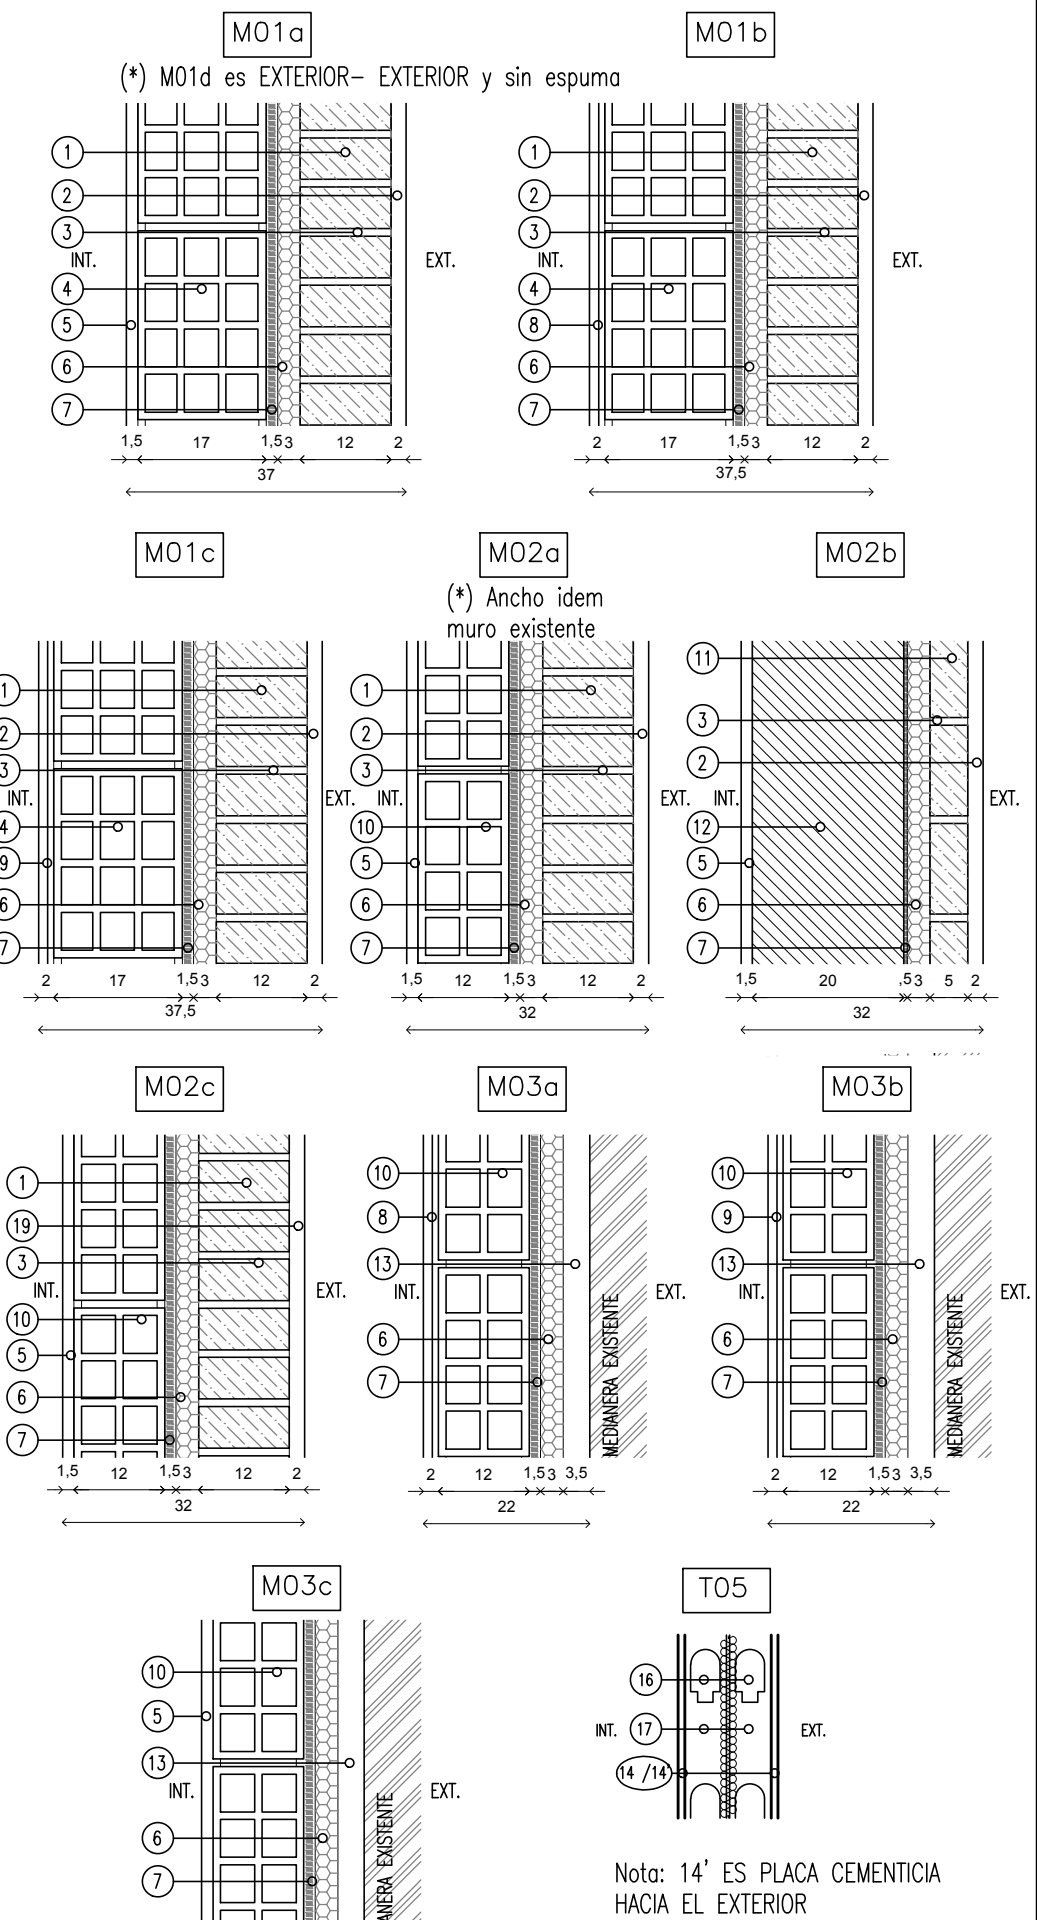 M01a
M01b
(*) M01d es EXTERIOR– EXTERIOR y sin espuma
1
2
3
INT.
EXT.
4
5
6
7
1,5 17 1,5 3 12 2
37
1
2
3
INT.
EXT.
4
8
6
7
2 17 1,5 3 12 2
37,5
M01c
M02a
M02b
(*) Ancho idem
muro existente
1
2
3
INT.
EXT.
4
9
6
7
2 17 1,5 3 12 2
37,5
1
2
3
INT.
EXT.
10
5
6
7
1,5 12 1,5 3 12 2
32
11
3
2
INT.
EXT.
12
5
6
7
1,5 20 ,5 3 5 2
32
M02c
M03a
M03b
1
19
3
INT.
EXT.
10
5
6
7
1,5 12 1,5 3 12 2
32
10
8
13
INT.
EXT.
6
7
MEDIANERA EXISTENTE
2 12 1,5 3 3,5
22
10
9
13
INT.
EXT.
6
7
MEDIANERA EXISTENTE
2 12 1,5 3 3,5
22
M03c
T05
10
5
13
INT.
EXT.
6
7
ANERA EXISTENTE
16
INT. 17 EXT.
14 /14'
Nota: 14' ES PLACA CEMENTICIA
HACIA EL EXTERIOR